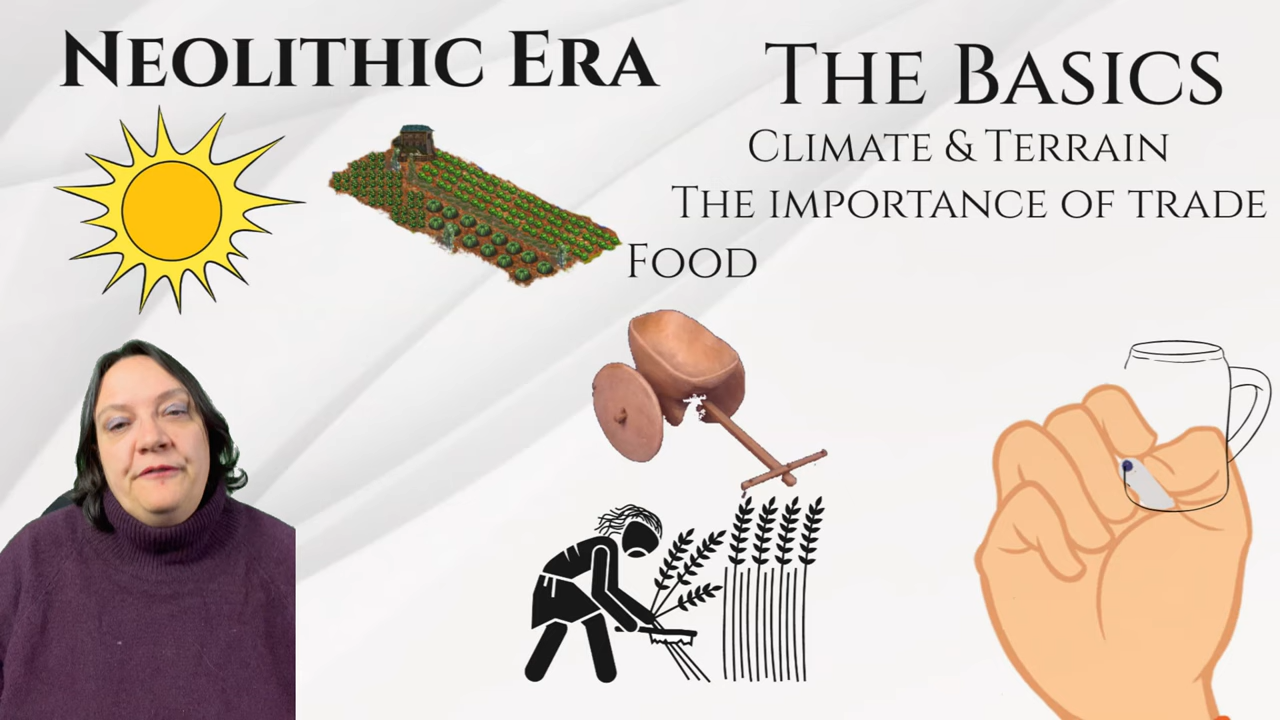 Neolithic Era
The Basics
Climate & Terrain
The importance of trade
Food